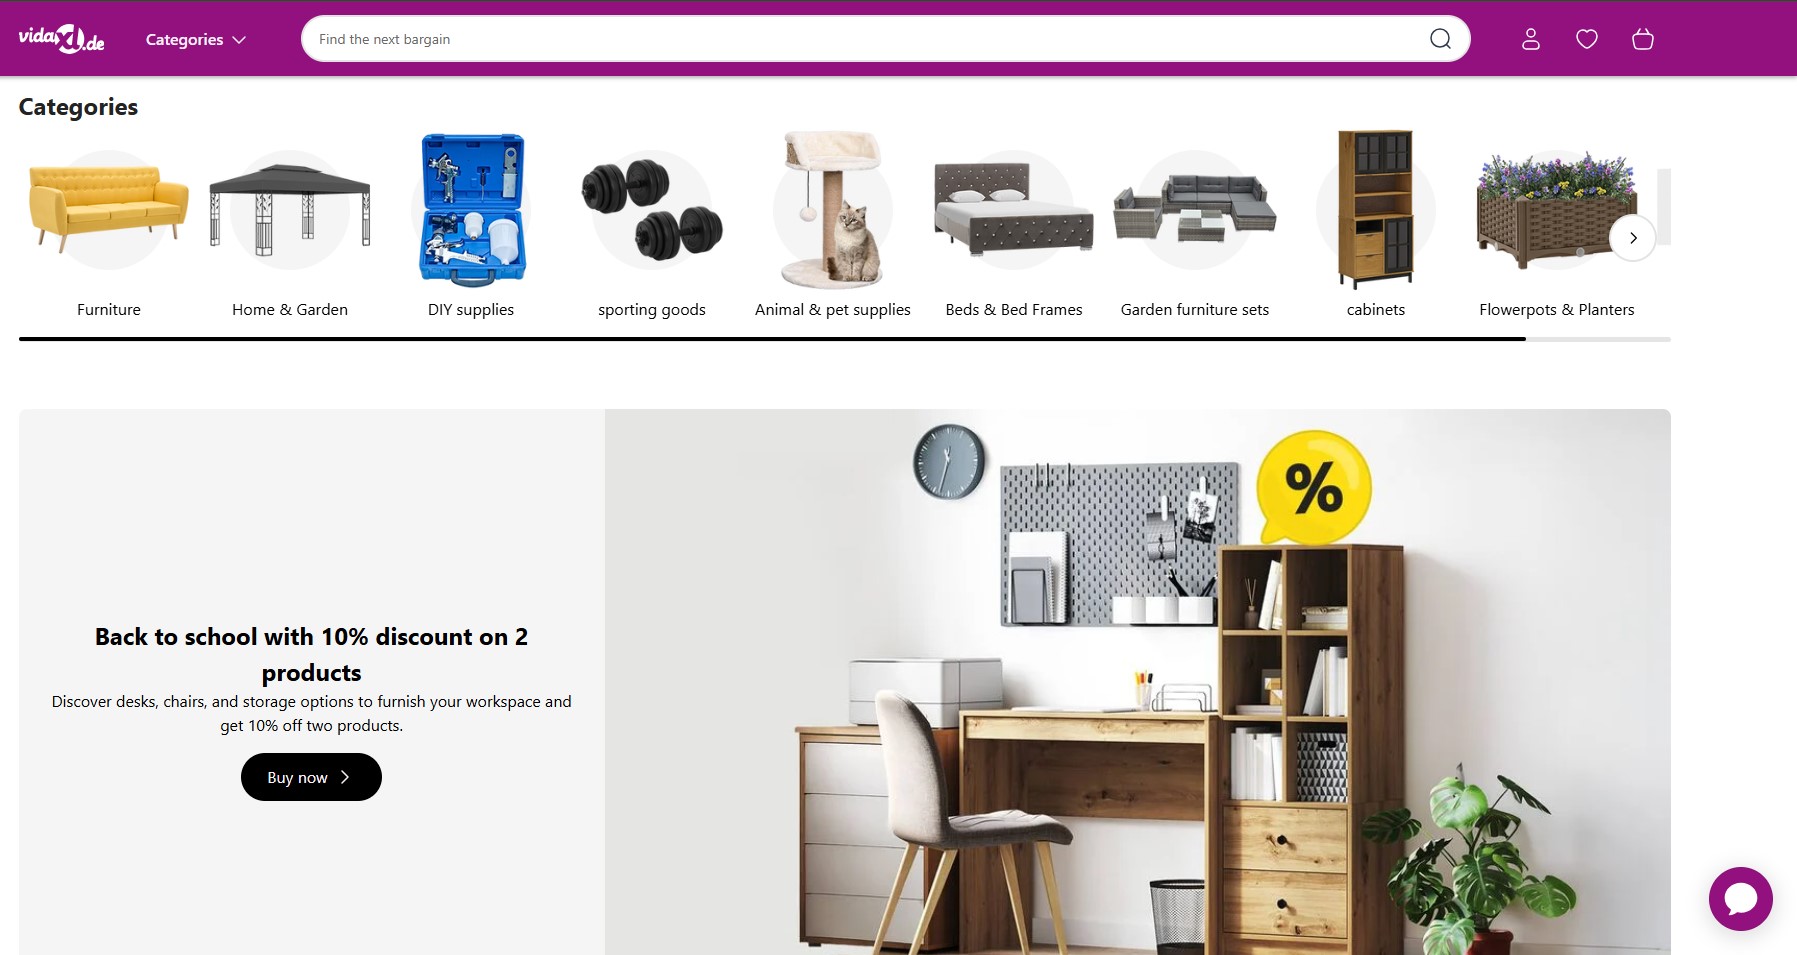 vidaXL.de
Categories
Find the next bargain
Categories
Furniture
Home & Garden
DIY supplies
sporting goods
Animal & pet supplies
Beds & Bed Frames
Garden furniture sets
cabinets
Flowerpots & Planters
%
Back to school with 10% discount on 2
products
Discover desks, chairs, and storage options to furnish your workspace and
get 10% off two products.
Buy now